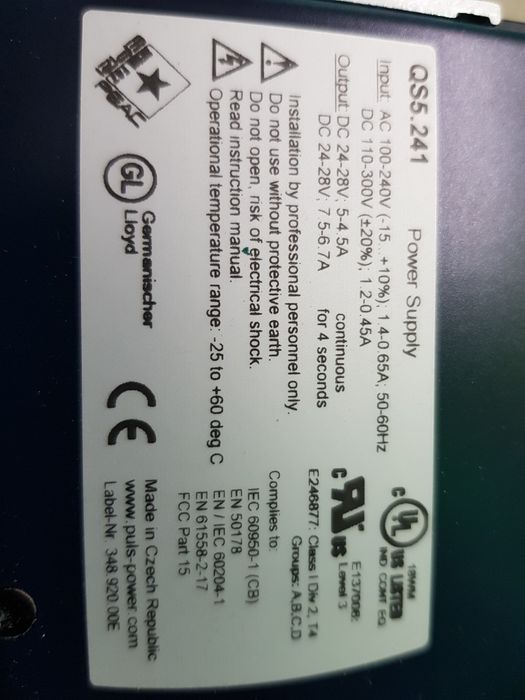 QS5.241 Power Supply
Input: AC 100-240V (-15...+10%); 1.4-0.65A; 50-60Hz
DC 110-300V (±20%); 1.2-0.45A
Output: DC 24-28V; 5-4.5A continuous
DC 24-28V; 7.5-6.7A for 4 seconds
Installation by professional personnel only.
Do not use without protective earth.
Do not open, risk of electrical shock.
Read instruction manual.
Operational temperature range: -25 to +60 deg C
GL Germanischer
Lloyd
CE
18WM
C UL US LISTED
IND CONT EQ
E137006:
Level 3
C US
E246877: Class I Div 2, T4
Groups: A,B,C,D
Complies to:
IEC 60950-1 (CB)
EN 50178
EN / IEC 60204-1
EN 61558-2-17
FCC Part 15
Made in Czech Republic
www.puls-power.com
Label-Nr. 348.920.00E